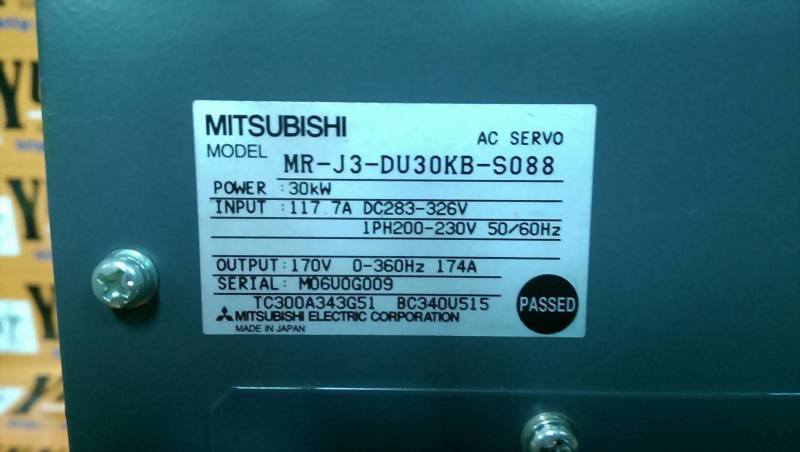 MITSUBISHI
AC SERVO
MODEL MR-J3-DU30KB-S088
POWER : 30kW
INPUT : 117.7A DC283-326V
1PH200-230V 50/60Hz
OUTPUT : 170V 0-360Hz 174A
SERIAL : M06U0G009
TC300A343G51 BC340U515
MITSUBISHI ELECTRIC CORPORATION
MADE IN JAPAN
PASSED